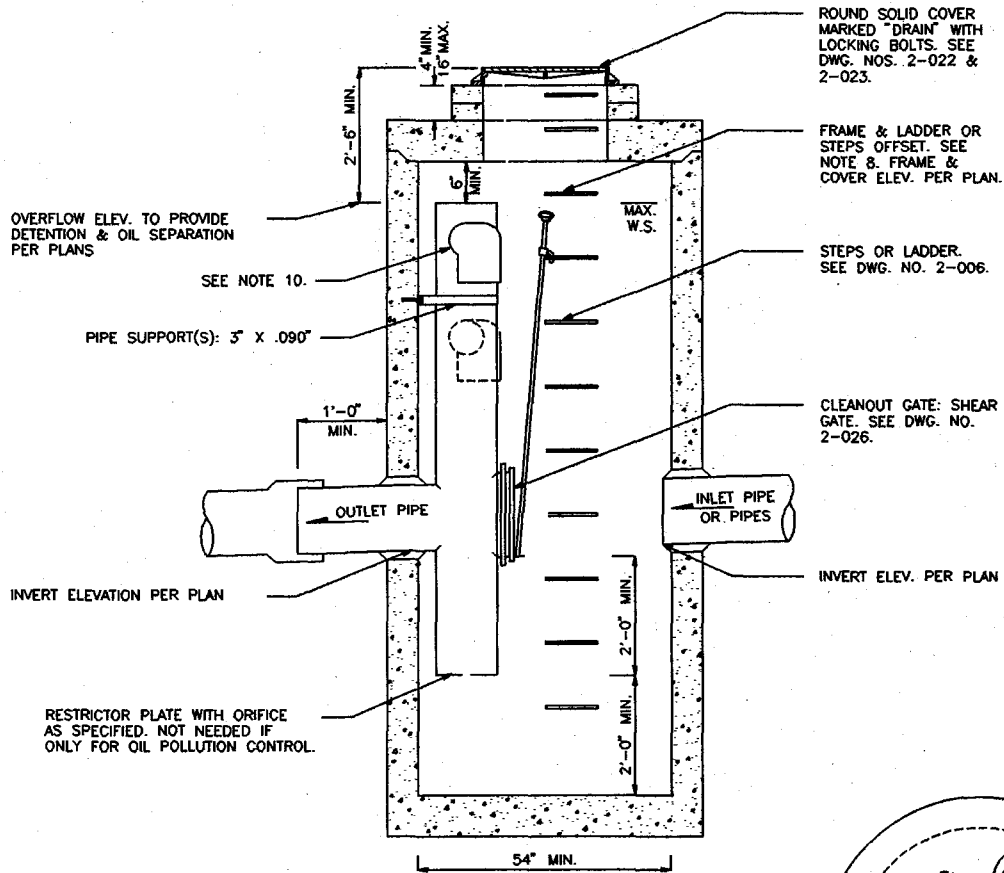 ROUND SOLID COVER
MARKED "DRAIN" WITH
LOCKING BOLTS. SEE
DWG. NOS. 2-022 &
2-023.
4" MIN.
16" MAX.
2'-6" MIN.
FRAME & LADDER OR
STEPS OFFSET. SEE
NOTE 8. FRAME &
COVER ELEV. PER PLAN.
6"
MIN.
MAX.
W.S.
OVERFLOW ELEV. TO PROVIDE
DETENTION & OIL SEPARATION
PER PLANS
SEE NOTE 10.
STEPS OR LADDER.
SEE DWG. NO. 2-006.
PIPE SUPPORT(S): 3" X .090"
1'-0"
MIN.
CLEANOUT GATE: SHEAR
GATE. SEE DWG. NO.
2-026.
OUTLET PIPE
INLET PIPE
OR PIPES
INVERT ELEVATION PER PLAN
INVERT ELEV. PER PLAN
2'-0" MIN.
RESTRICTOR PLATE WITH ORIFICE
AS SPECIFIED. NOT NEEDED IF
ONLY FOR OIL POLLUTION CONTROL.
2'-0" MIN.
54" MIN.